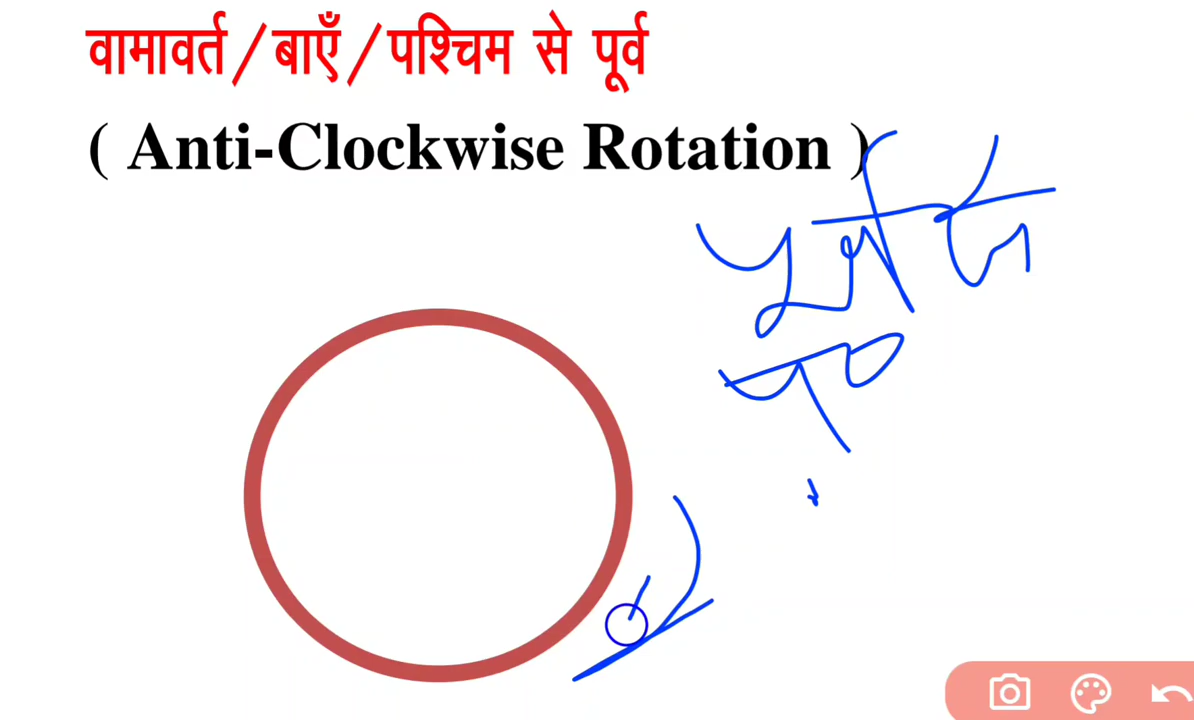 वामावर्त/बाएँ/पश्चिम से पूर्व
( Anti-Clockwise Rotation )